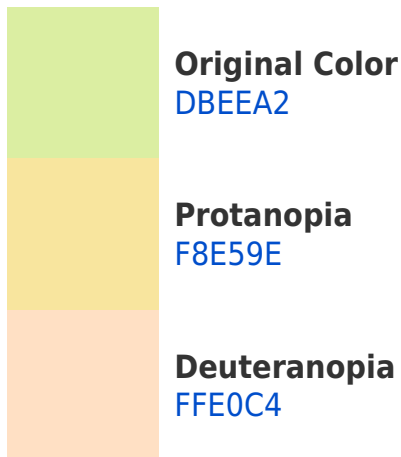 Original Color
DBEEA2
Protanopia
F8E59E
Deuteranopia
FFE0C4